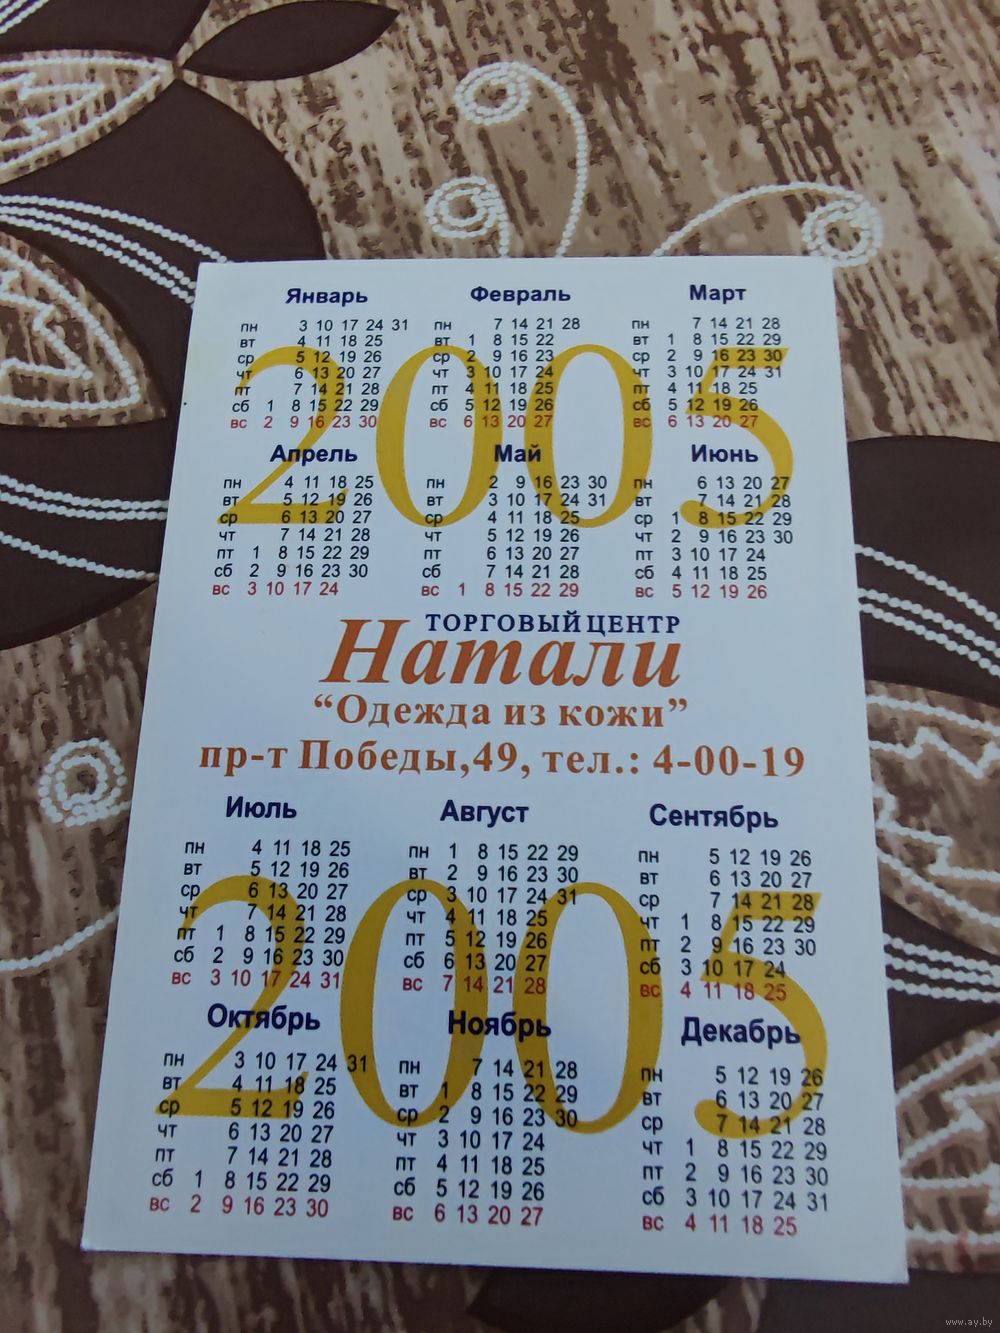 Январь Февраль Март
пн 3 10 17 24 31 пн 7 14 21 28 пн 7 14 21 28
вт 4 11 18 25 вт 1 8 15 22 вт 1 8 15 22 29
ср 5 12 19 26 ср 2 9 16 23 ср 2 9 16 23 30
чт 6 13 20 27 чт 3 10 17 24 чт 3 10 17 24 31
пт 7 14 21 28 пт 4 11 18 25 пт 4 11 18 25
сб 1 8 15 22 29 сб 5 12 19 26 сб 5 12 19 26
вс 2 9 16 23 30 вс 6 13 20 27 вс 6 13 20 27
2005
Апрель Май Июнь
пн 4 11 18 25 пн 2 9 16 23 30 пн 6 13 20 27
вт 5 12 19 26 вт 3 10 17 24 31 вт 7 14 21 28
ср 6 13 20 27 ср 4 11 18 25 ср 1 8 15 22 29
чт 7 14 21 28 чт 5 12 19 26 чт 2 9 16 23 30
пт 1 8 15 22 29 пт 6 13 20 27 пт 3 10 17 24
сб 2 9 16 23 30 сб 7 14 21 28 сб 4 11 18 25
вс 3 10 17 24 вс 1 8 15 22 29 вс 5 12 19 26
ТОРГОВЫЙ ЦЕНТР
Натали
“Одежда из кожи”
пр-т Победы,49, тел.: 4-00-19
Июль Август Сентябрь
пн 4 11 18 25 пн 1 8 15 22 29 пн 5 12 19 26
вт 5 12 19 26 вт 2 9 16 23 30 вт 6 13 20 27
ср 6 13 20 27 ср 3 10 17 24 31 ср 7 14 21 28
чт 7 14 21 28 чт 4 11 18 25 чт 1 8 15 22 29
пт 1 8 15 22 29 пт 5 12 19 26 пт 2 9 16 23 30
сб 2 9 16 23 30 сб 6 13 20 27 сб 3 10 17 24
вс 3 10 17 24 31 вс 7 14 21 28 вс 4 11 18 25
2005
Октябрь Ноябрь Декабрь
пн 3 10 17 24 31 пн 7 14 21 28 пн 5 12 19 26
вт 4 11 18 25 вт 1 8 15 22 29 вт 6 13 20 27
ср 5 12 19 26 ср 2 9 16 23 30 ср 7 14 21 28
чт 6 13 20 27 чт 3 10 17 24 чт 1 8 15 22 29
пт 7 14 21 28 пт 4 11 18 25 пт 2 9 16 23 30
сб 1 8 15 22 29 сб 5 12 19 26 сб 3 10 17 24 31
вс 2 9 16 23 30 вс 6 13 20 27 вс 4 11 18 25
www.ay.by